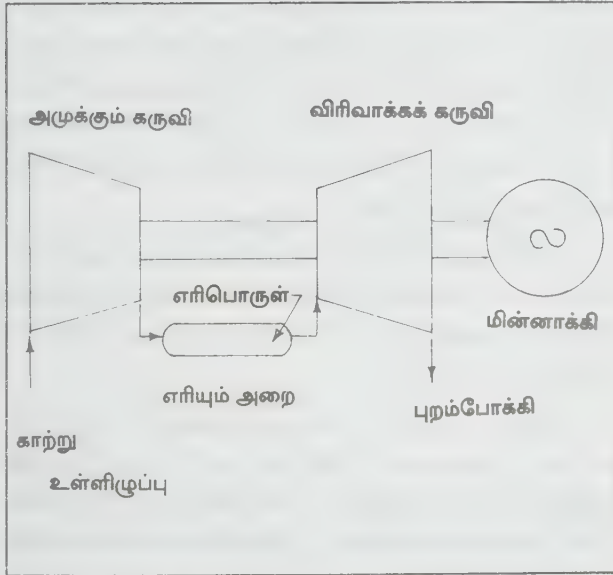 அமுக்கும் கருவி
விரிவாக்கக் கருவி
எரிபொருள்
மின்னாக்கி
எரியும் அறை
புறம்போக்கி
காற்று
உள்ளிழுப்பு